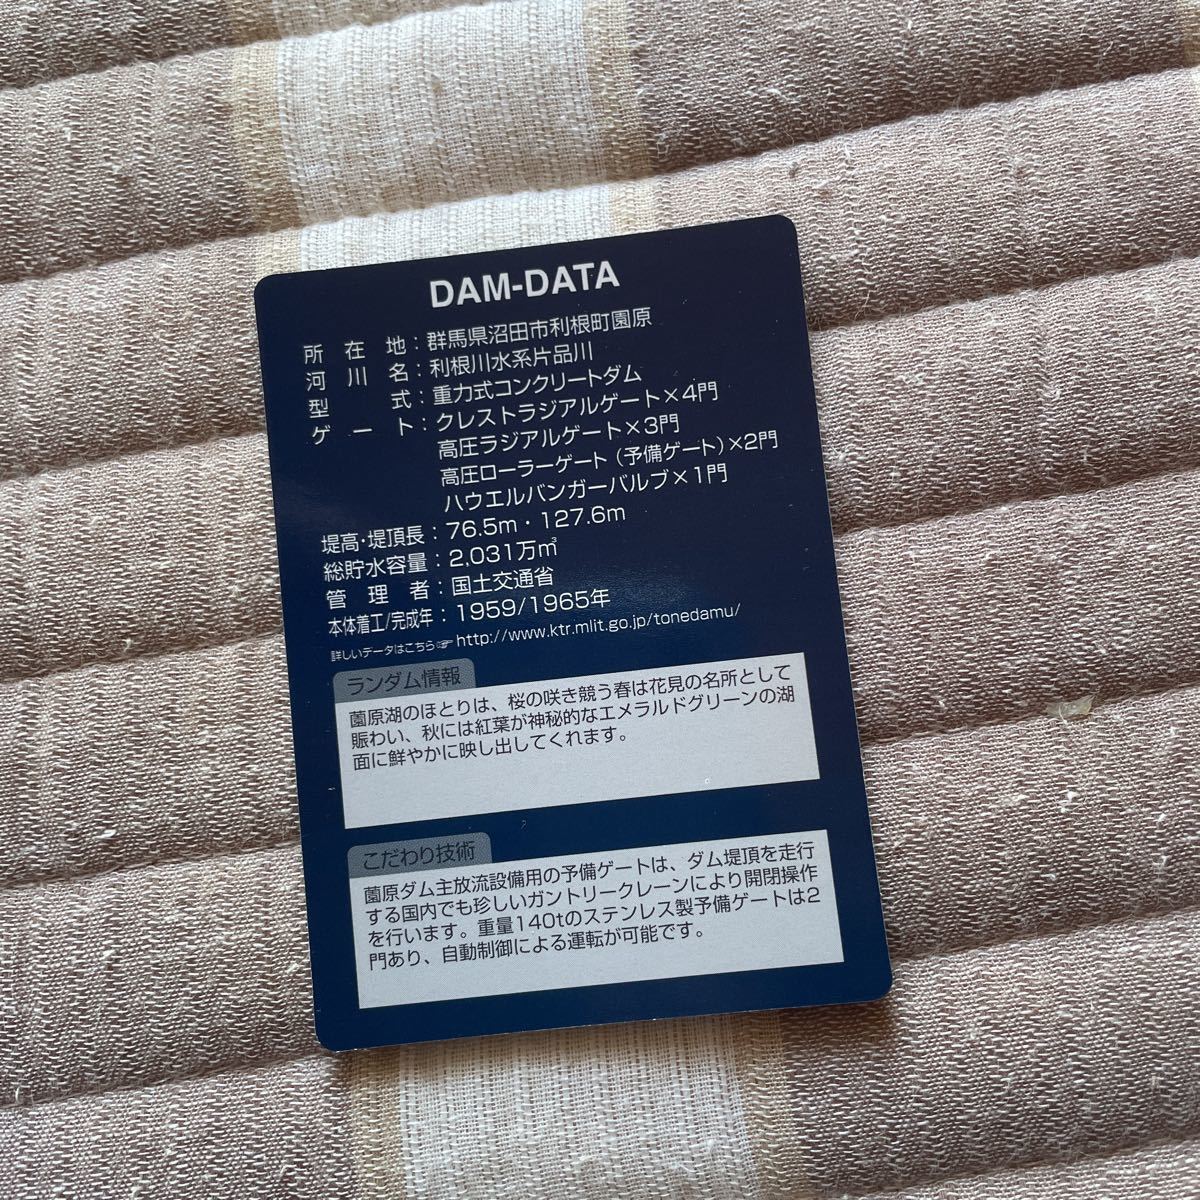 DAM-DATA
所在地：群馬県沼田市利根町園原
河川名：利根川水系片品川
型式：重力式コンクリートダム
ゲート：クレストラジアルゲート×4門
高圧ラジアルゲート×3門
高圧ローラーゲート（予備ゲート）×2門
ハウエルバンガーバルブ×1門
堤高・堤頂長：76.5m・127.6m
総貯水容量：2,031万㎥
管理者：国土交通省
本体着工/完成年：1959/1965年
詳しいデータはこちら☞http://www.ktr.mlit.go.jp/tonedamu/
ランダム情報
薗原湖のほとりは、桜の咲き競う春は花見の名所として
賑わい、秋には紅葉が神秘的なエメラルドグリーンの湖
面に鮮やかに映し出してくれます。
こだわり技術
薗原ダム主放流設備用の予備ゲートは、ダム堤頂を走行
する国内でも珍しいガントリークレーンにより開閉操作
を行います。重量140tのステンレス製予備ゲートは2
門あり、自動制御による運転が可能です。